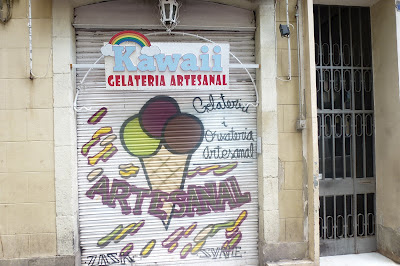 Kawaii
GELATERIA ARTESANAL
Gelateria
i
Orxateria
Artesanal
ARTESANAL